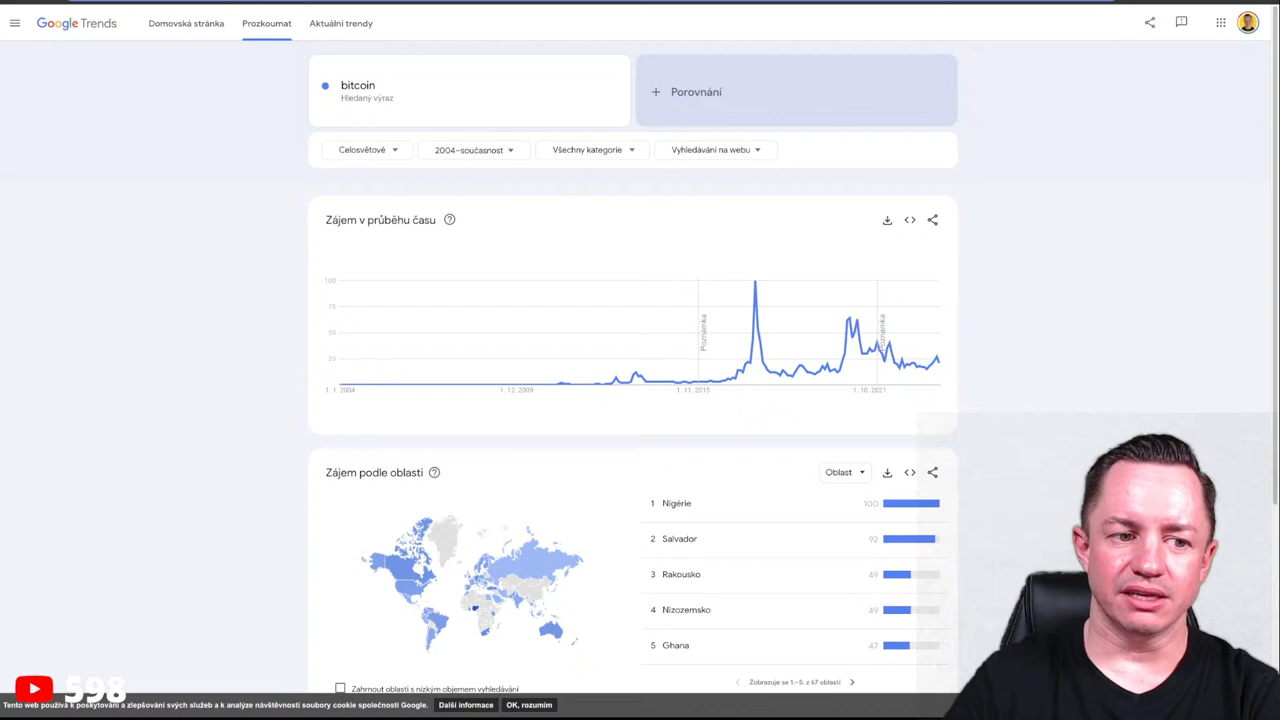 Google Trends
Domovská stránka
Prozkoumat
Aktuální trendy
bitcoin
Hledaný výraz
+ Porovnání
Celosvětově
2004–současnost
Všechny kategorie
Vyhledávání na webu
Zájem v průběhu času
100
75
50
25
Poznámka
Poznámka
1. 1. 2004
1. 12. 2009
1. 11. 2015
1. 10. 2021
Zájem podle oblasti
Oblast
1 Nigérie 100
2 Salvador 92
3 Rakousko 49
4 Nizozemsko 49
5 Ghana 47
Zobrazuje se 1.–5. z 67 oblastí
Zahrnout oblasti s nízkým objemem vyhledávání
598
Tento web používá k poskytování a zlepšování svých služeb a k analýze návštěvnosti soubory cookie společnosti Google.
Další informace
OK, rozumím